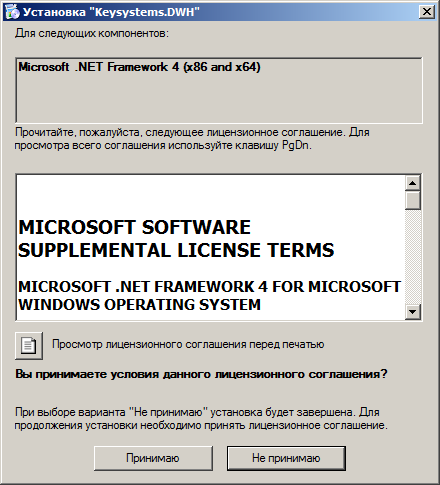 Установка "Keysystems.DWH"
Для следующих компонентов:
Microsoft .NET Framework 4 (x86 and x64)
Прочитайте, пожалуйста, следующее лицензионное соглашение. Для
просмотра всего соглашения используйте клавишу PgDn.
MICROSOFT SOFTWARE
SUPPLEMENTAL LICENSE TERMS
MICROSOFT .NET FRAMEWORK 4 FOR MICROSOFT
WINDOWS OPERATING SYSTEM
Просмотр лицензионного соглашения перед печатью
Вы принимаете условия данного лицензионного соглашения?
При выборе варианта "Не принимаю" установка будет завершена. Для
продолжения установки необходимо принять лицензионное соглашение.
Принимаю
Не принимаю